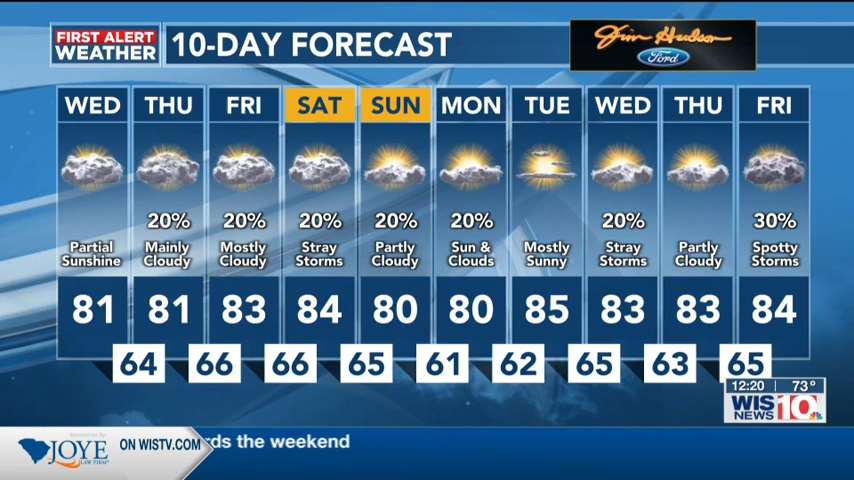 FIRST ALERT
WEATHER
10-DAY FORECAST
Jim Hudson
Ford
WED THU FRI SAT SUN MON TUE WED THU FRI
20% 20% 20% 20% 20% 20% 30%
Partial Mainly Mostly Stray Partly Sun & Mostly Stray Partly Spotty
Sunshine Cloudy Cloudy Storms Cloudy Clouds Sunny Storms Cloudy Storms
81 81 83 84 80 80 85 83 83 84
64 66 66 65 61 62 65 63 65
12:20 73°
WIS
NEWS 10
Sponsored By:
JOYE
LAW FIRM
ON WISTV.COM
rds the weekend